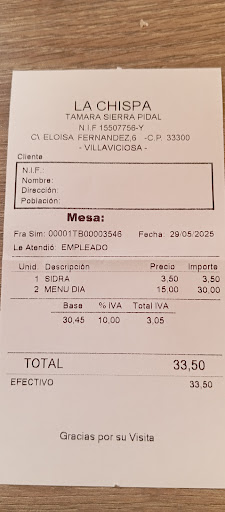 LA CHISPA
TAMARA SIERRA PIDAL
N.I.F 15507756-Y
C\ ELOISA FERNANDEZ,6 -C.P. 33300
- VILLAVICIOSA -
Cliente
N.I.F.:
Nombre:
Dirección:
Población:
Mesa:
Fra Sim: 00001TB00003546 Fecha: 29/05/2025
Le Atendió: EMPLEADO
Unid. Descripción Precio Importe
1 SIDRA 3,50 3,50
2 MENU DIA 15,00 30,00
Base % IVA Total IVA
30,45 10,00 3,05
TOTAL 33,50
EFECTIVO 33,50
Gracias por su Visita